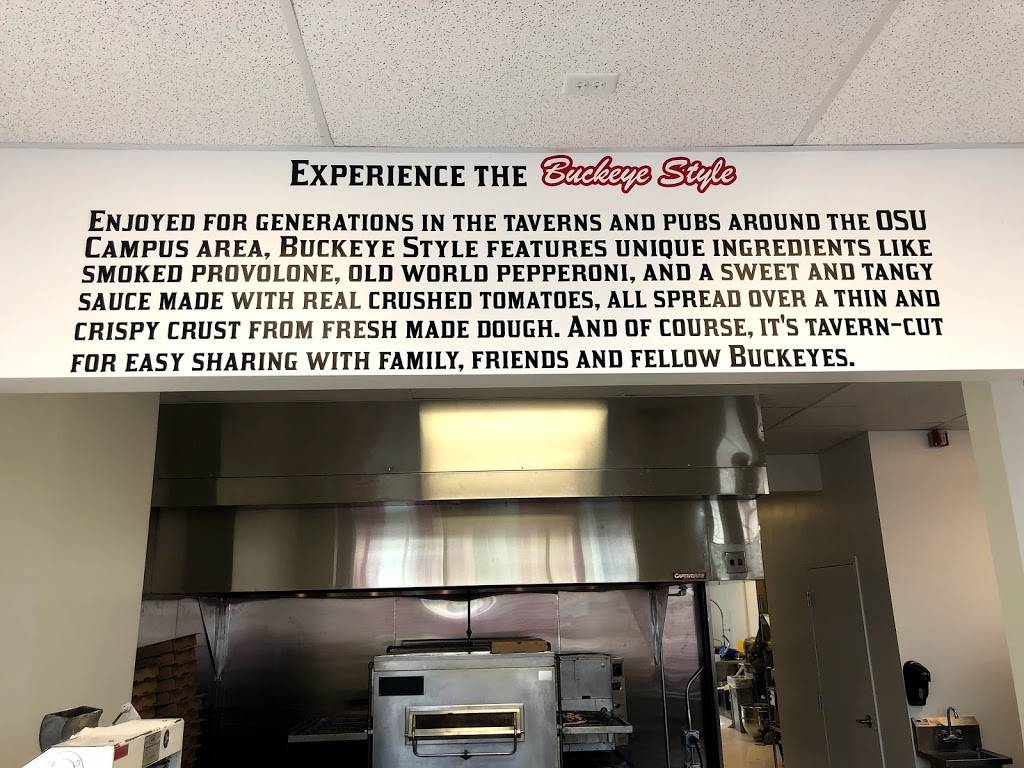 Experience the Buckeye Style
Enjoyed for generations in the taverns and pubs around the OSU
Campus area, Buckeye Style features unique ingredients like
smoked provolone, old world pepperoni, and a sweet and tangy
sauce made with real crushed tomatoes, all spread over a thin and
crispy crust from fresh made dough. And of course, it's tavern-cut
for easy sharing with family, friends and fellow Buckeyes.
CAPTIVEAIRE